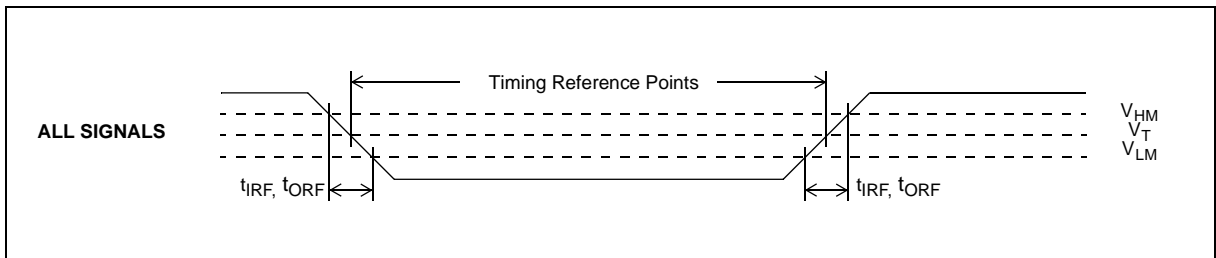 Timing Reference Points
ALL SIGNALS
V_HM
V_T
V_LM
t_IRF, t_ORF
t_IRF, t_ORF